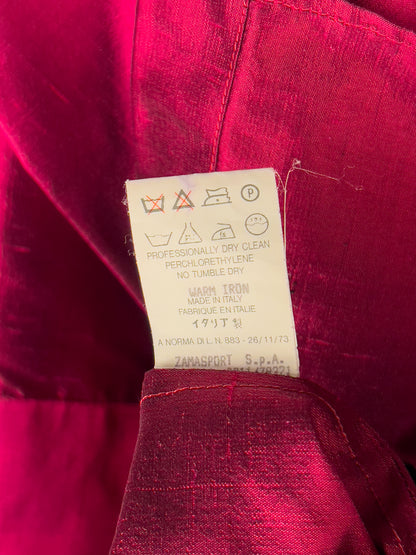 P
PROFESSIONALLY DRY CLEAN
PERCHLORETHYLENE
NO TUMBLE DRY
WARM IRON
MADE IN ITALY
FABRIQUE EN ITALIE
イタリア製
A NORMA DI L. N. 883 - 26/11/73
ZAMASPORT S.p.A.